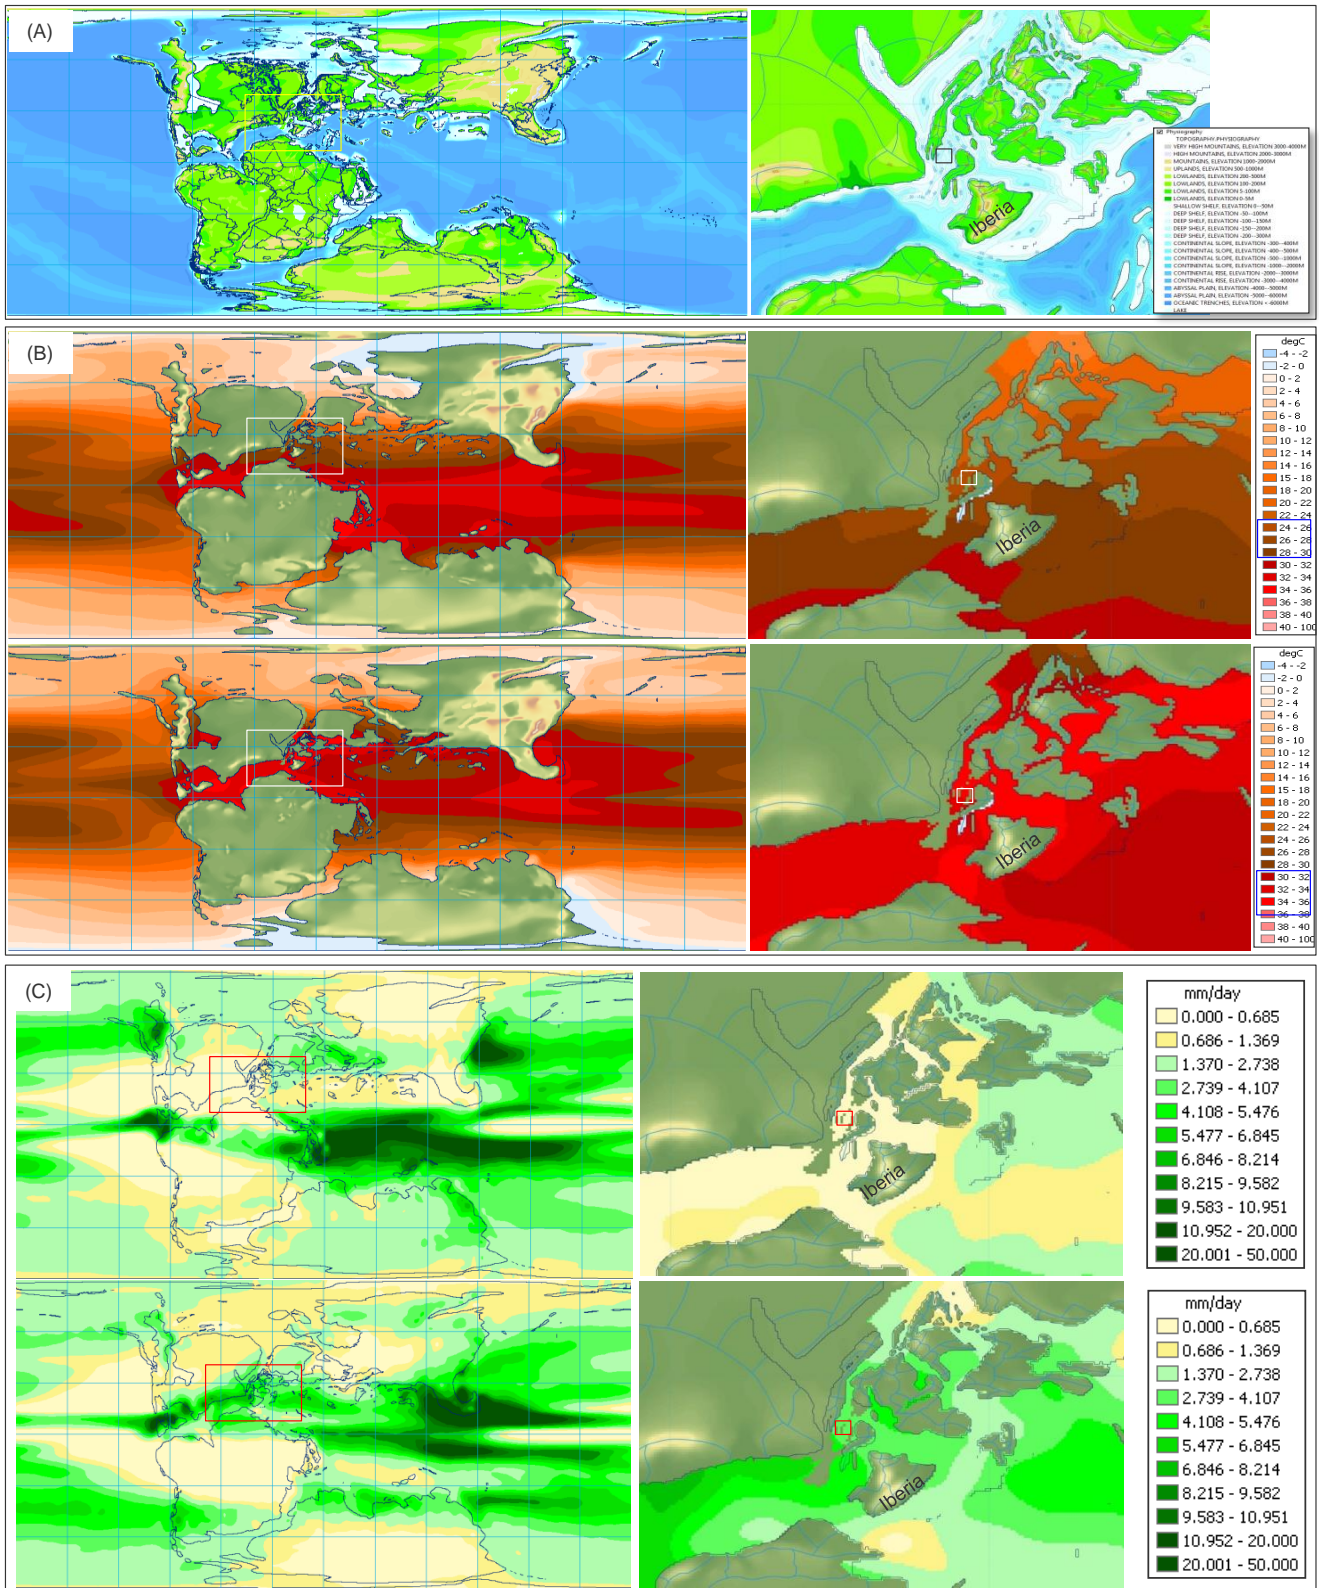 (A)
Iberia
Physiography
TOPOGRAPHY.PHYSIOGRAPHY
VERY HIGH MOUNTAINS, ELEVATION 3000-4000M
HIGH MOUNTAINS, ELEVATION 2000-3000M
MOUNTAINS, ELEVATION 1000-2000M
UPLANDS, ELEVATION 500-1000M
LOWLANDS, ELEVATION 200-500M
LOWLANDS, ELEVATION 100-200M
LOWLANDS, ELEVATION 5-100M
LOWLANDS, ELEVATION 0-5M
SHALLOW SHELF, ELEVATION 0--50M
DEEP SHELF, ELEVATION -50--100M
DEEP SHELF, ELEVATION -100--150M
DEEP SHELF, ELEVATION -150--200M
DEEP SHELF, ELEVATION -200--300M
CONTINENTAL SLOPE, ELEVATION -300--400M
CONTINENTAL SLOPE, ELEVATION -400--500M
CONTINENTAL SLOPE, ELEVATION -500--1000M
CONTINENTAL SLOPE, ELEVATION -1000--2000M
CONTINENTAL RISE, ELEVATION -2000--3000M
CONTINENTAL RISE, ELEVATION -3000--4000M
ABYSSAL PLAIN, ELEVATION -4000--5000M
ABYSSAL PLAIN, ELEVATION -5000--6000M
OCEANIC TRENCHES, ELEVATION < -6000M
LAKE
(B)
Iberia
degC
-4 - -2
-2 - 0
0 - 2
2 - 4
4 - 6
6 - 8
8 - 10
10 - 12
12 - 14
14 - 16
15 - 18
18 - 20
20 - 22
22 - 24
24 - 26
26 - 28
28 - 30
30 - 32
32 - 34
34 - 36
36 - 38
38 - 40
40 - 100
Iberia
degC
-4 - -2
-2 - 0
0 - 2
2 - 4
4 - 6
6 - 8
8 - 10
10 - 12
12 - 14
14 - 16
15 - 18
18 - 20
20 - 22
22 - 24
24 - 26
26 - 28
28 - 30
30 - 32
32 - 34
34 - 36
36 - 38
38 - 40
40 - 100
(C)
Iberia
mm/day
0.000 - 0.685
0.686 - 1.369
1.370 - 2.738
2.739 - 4.107
4.108 - 5.476
5.477 - 6.845
6.846 - 8.214
8.215 - 9.582
9.583 - 10.951
10.952 - 20.000
20.001 - 50.000
Iberia
mm/day
0.000 - 0.685
0.686 - 1.369
1.370 - 2.738
2.739 - 4.107
4.108 - 5.476
5.477 - 6.845
6.846 - 8.214
8.215 - 9.582
9.583 - 10.951
10.952 - 20.000
20.001 - 50.000